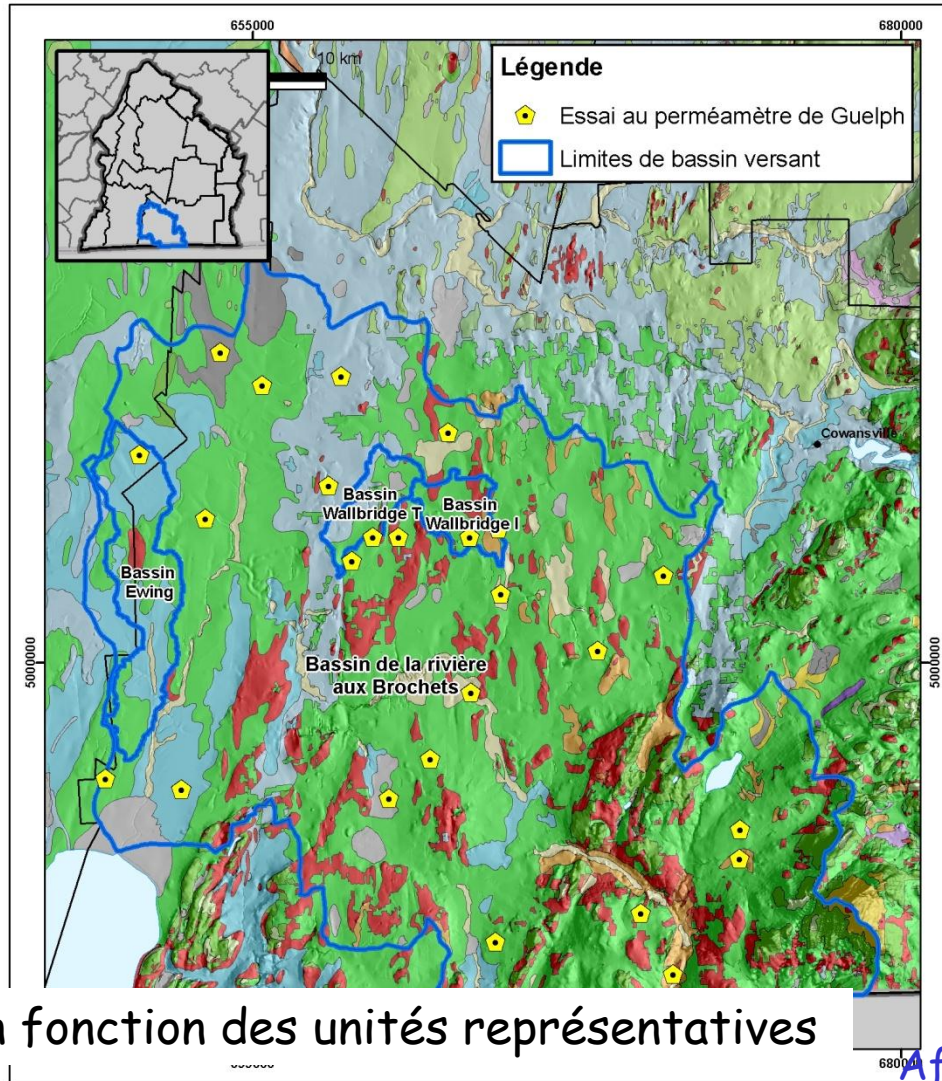 655000
680000
10 km
Légende
Essai au perméamètre de Guelph
Limites de bassin versant
Cowansville
Bassin
Wallbridge T
Bassin
Wallbridge I
Bassin
Ewing
5000000
5000000
Bassin de la rivière
aux Brochets
fonction des unités représentatives
680000
Af